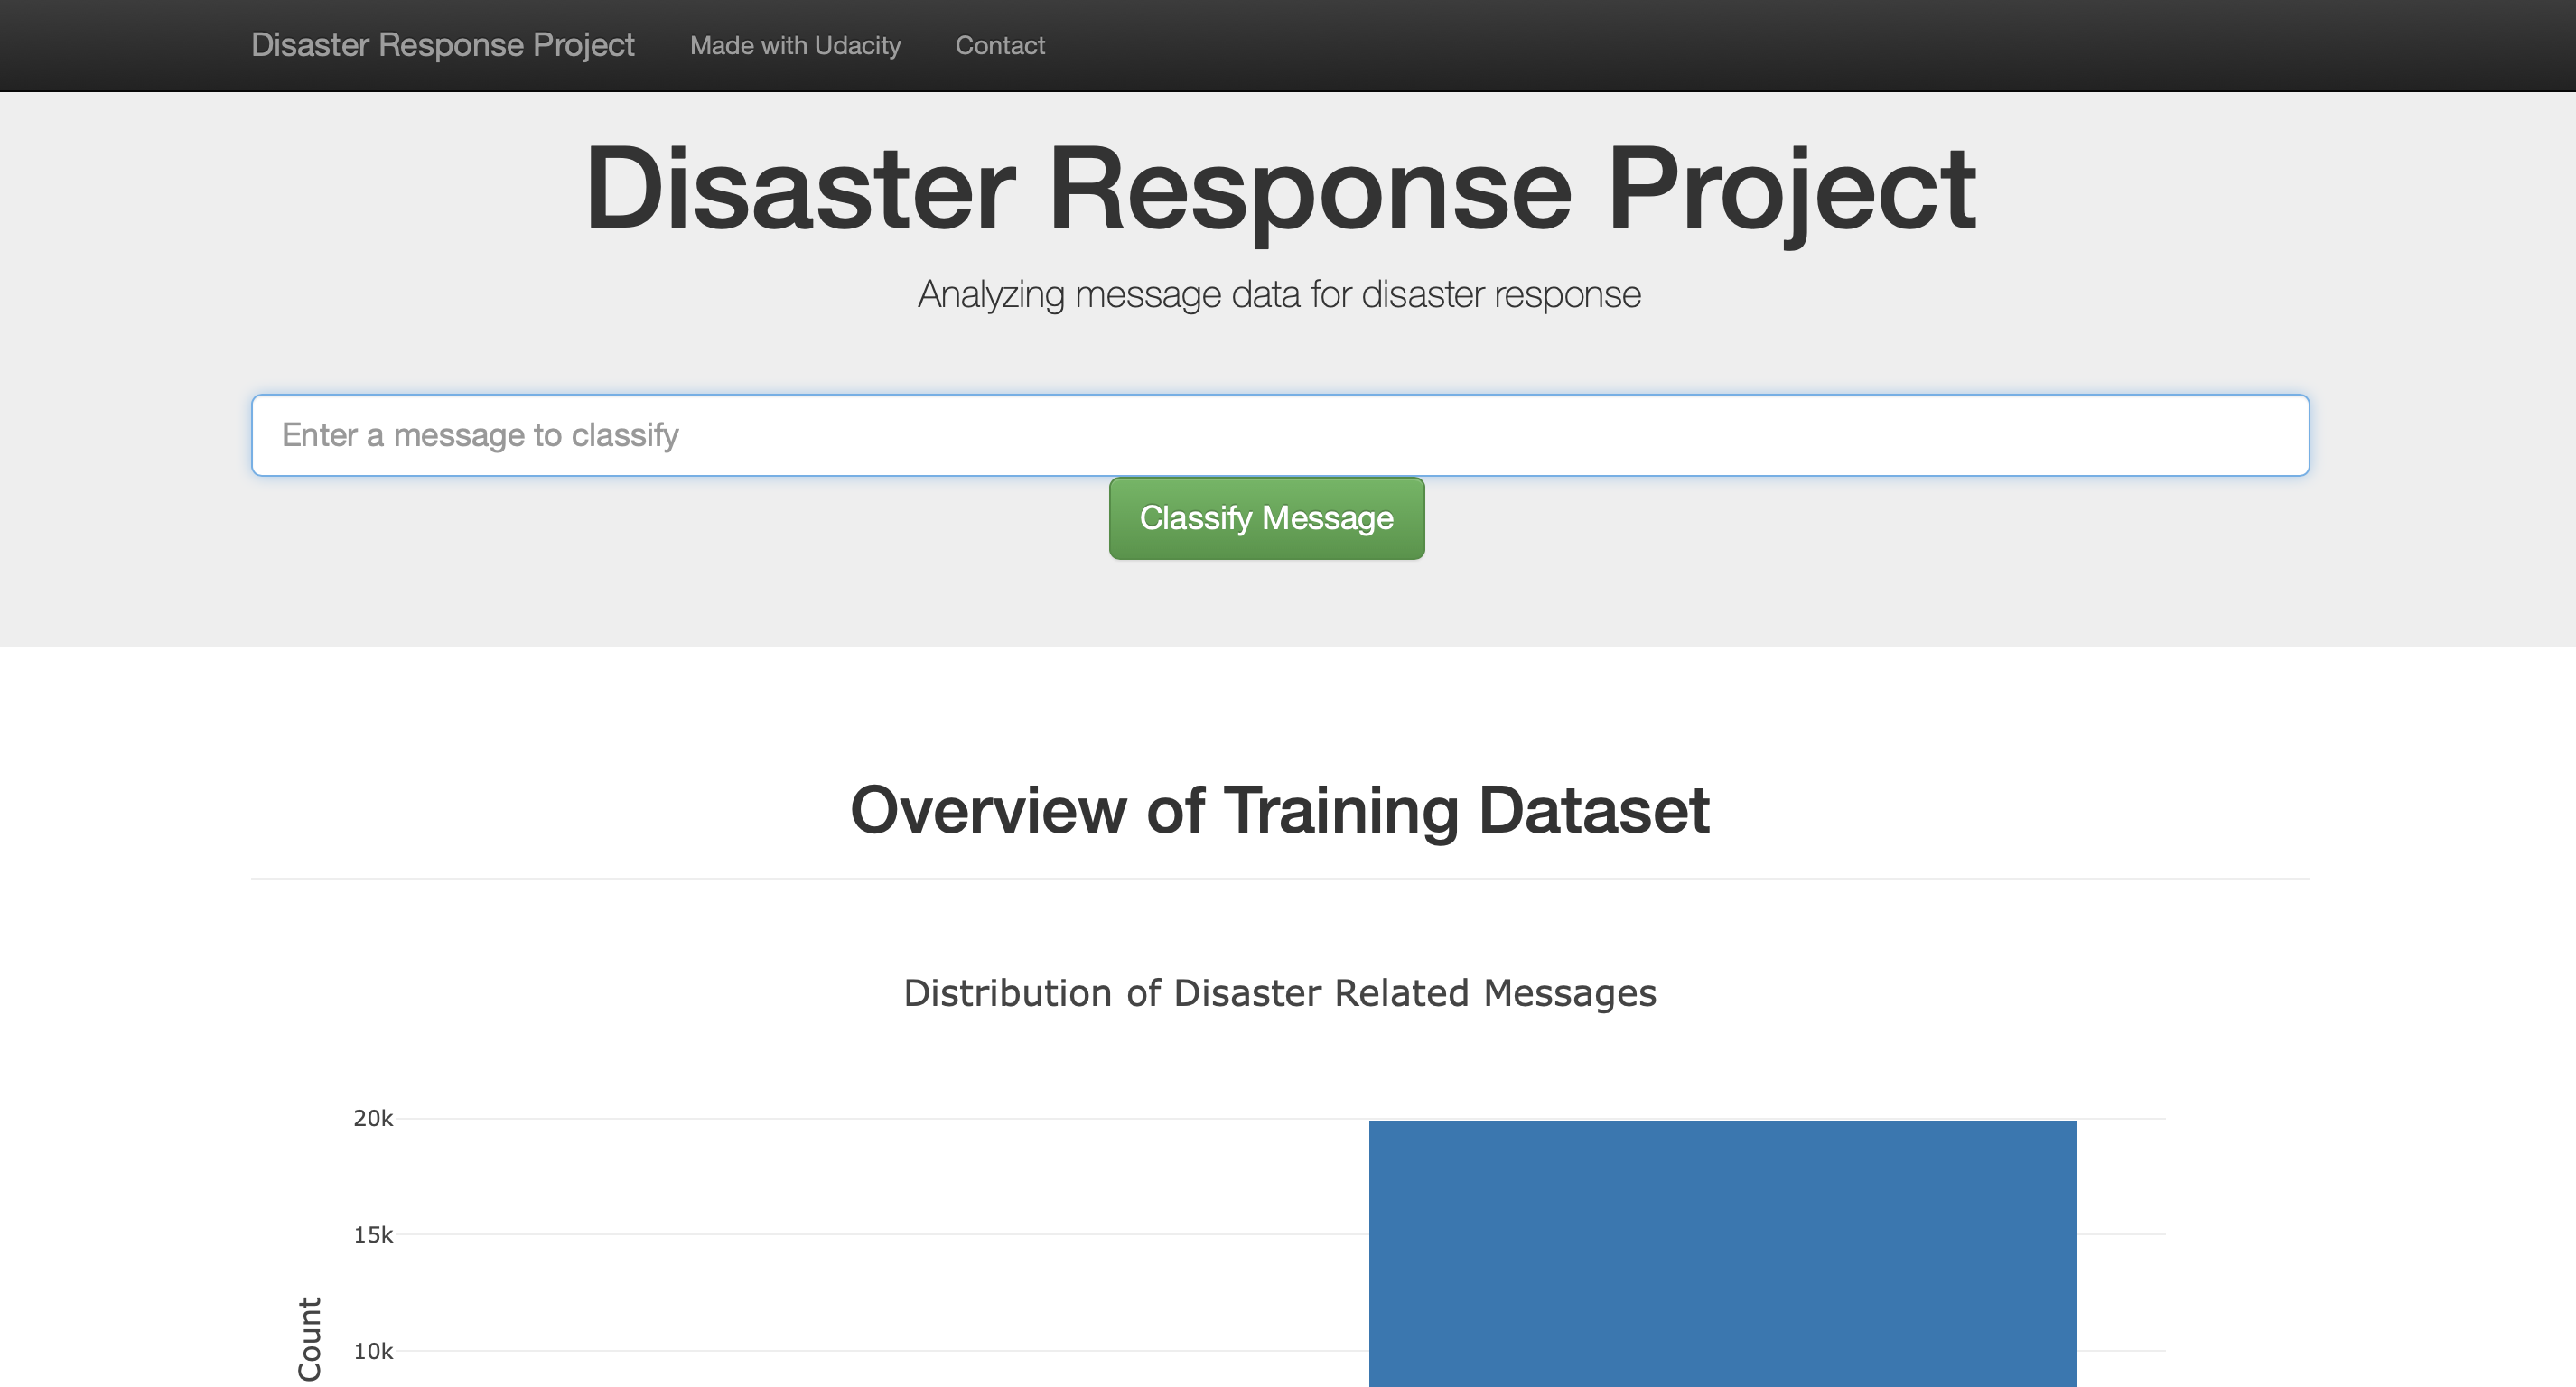 Disaster Response Project Made with Udacity Contact
Disaster Response Project
Analyzing message data for disaster response
Enter a message to classify
Classify Message
Overview of Training Dataset
Distribution of Disaster Related Messages
20k
15k
10k
Count